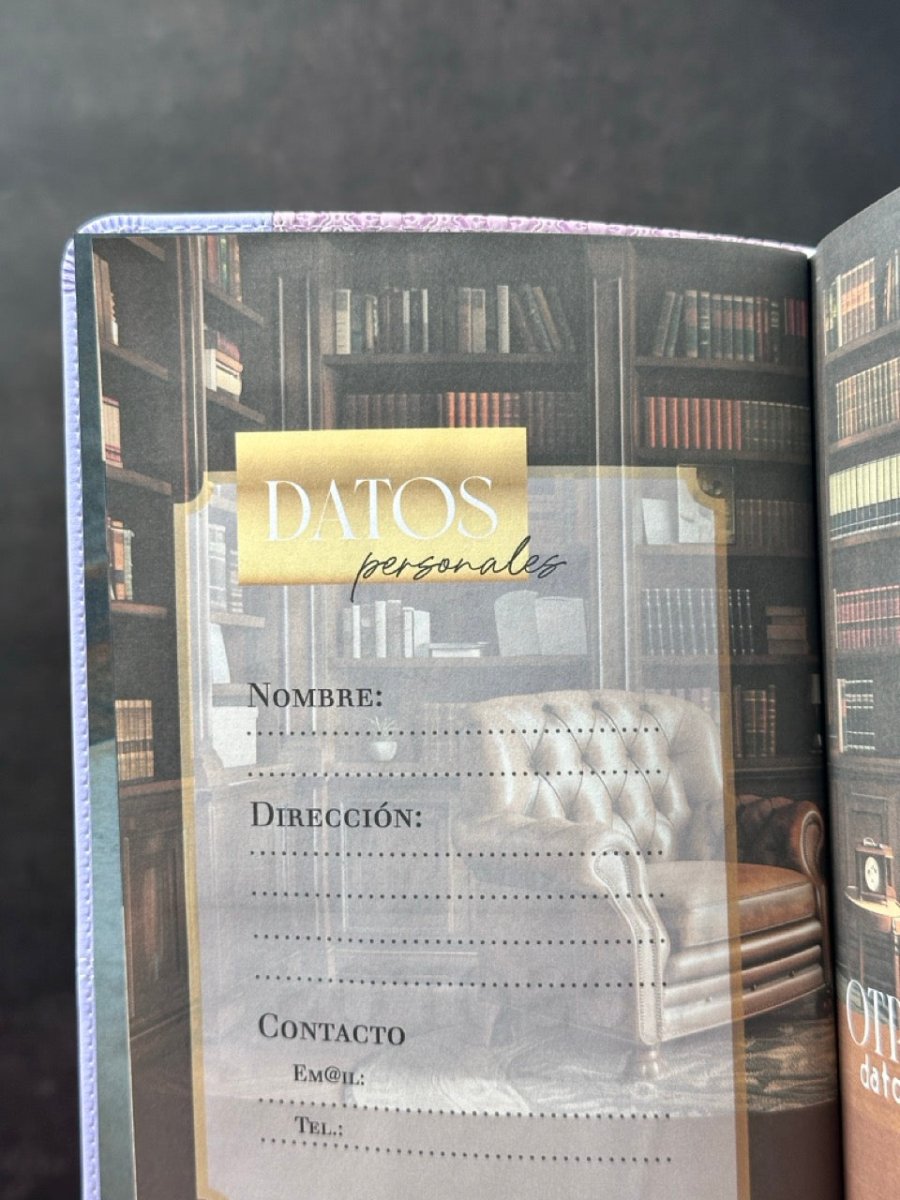 DATOS
personales
NOMBRE:
DIRECCIÓN:
CONTACTO
EM@IL:
TEL.: